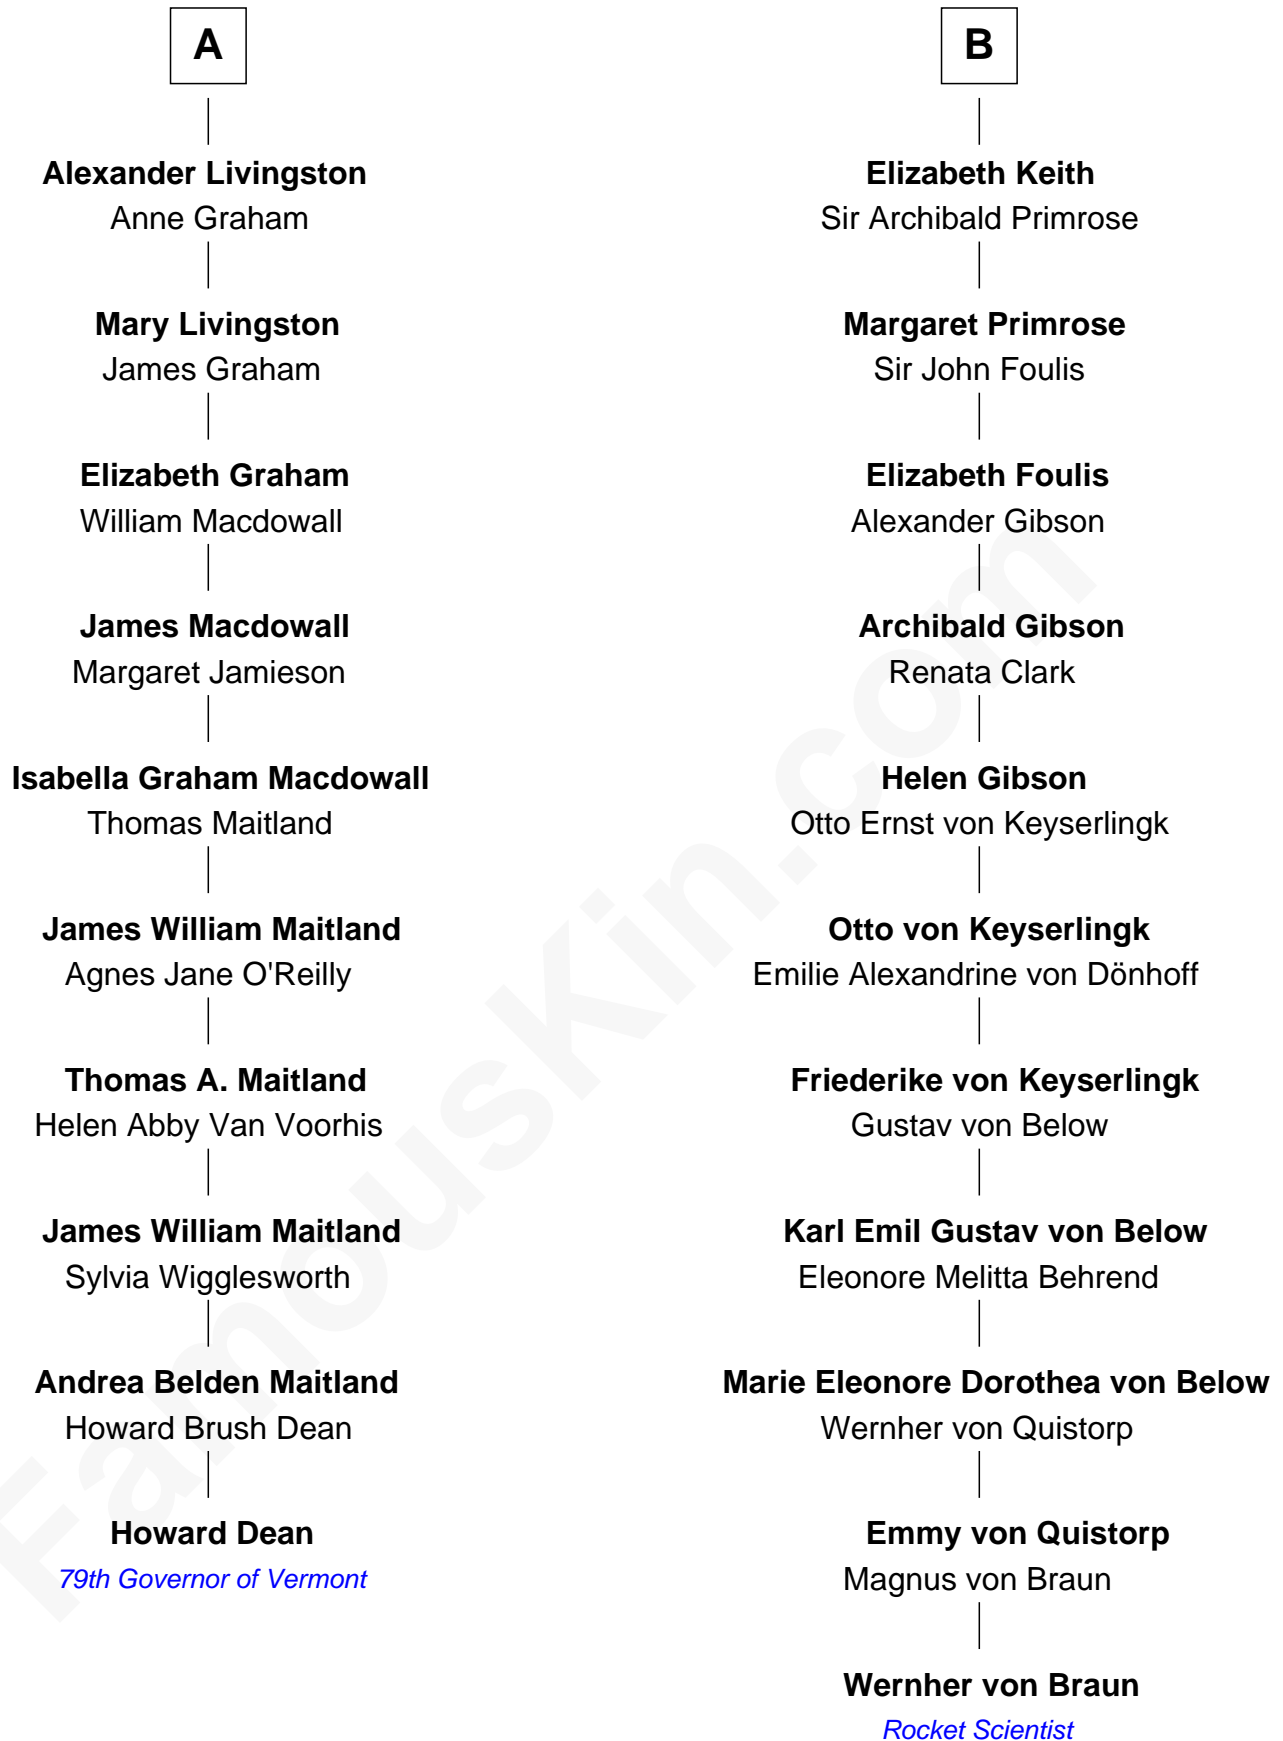 A
Alexander Livingston
Anne Graham
Mary Livingston
James Graham
Elizabeth Graham
William Macdowall
James Macdowall
Margaret Jamieson
Isabella Graham Macdowall
Thomas Maitland
James William Maitland
Agnes Jane O'Reilly
Thomas A. Maitland
Helen Abby Van Voorhis
James William Maitland
Sylvia Wigglesworth
Andrea Belden Maitland
Howard Brush Dean
Howard Dean
79th Governor of Vermont
B
Elizabeth Keith
Sir Archibald Primrose
Margaret Primrose
Sir John Foulis
Elizabeth Foulis
Alexander Gibson
Archibald Gibson
Renata Clark
Helen Gibson
Otto Ernst von Keyserlingk
Otto von Keyserlingk
Emilie Alexandrine von Dönhoff
Friederike von Keyserlingk
Gustav von Below
Karl Emil Gustav von Below
Eleonore Melitta Behrend
Marie Eleonore Dorothea von Below
Wernher von Quistorp
Emmy von Quistorp
Magnus von Braun
Wernher von Braun
Rocket Scientist
FamousKin.com